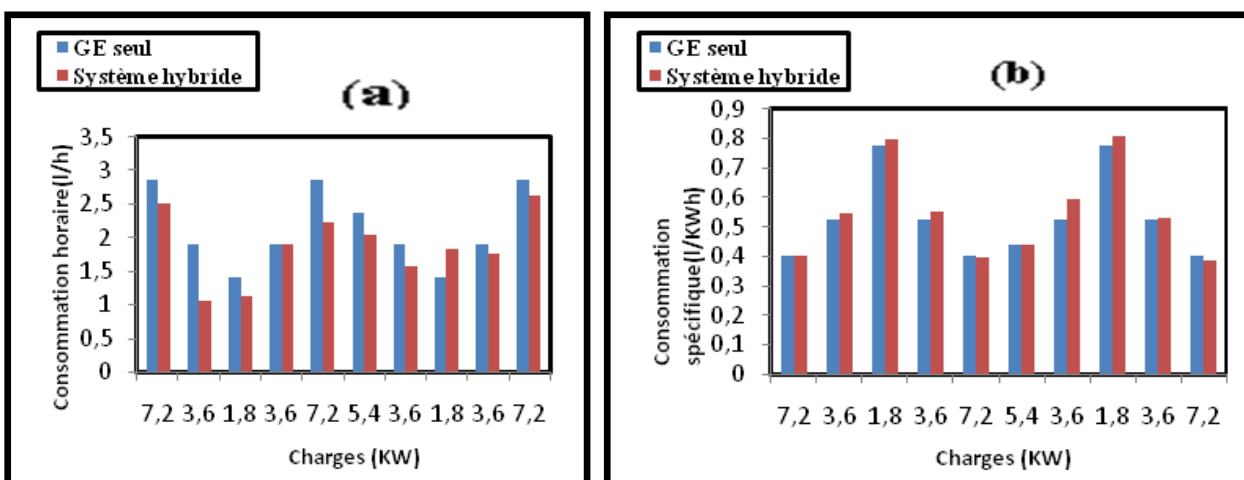 GE seul
Système hybride
(a)
Consommation horaire(l/h)
3,5
3
2,5
2
1,5
1
0,5
0
7,2 3,6 1,8 3,6 7,2 5,4 3,6 1,8 3,6 7,2
Charges (KW)
GE seul
Système hybride
(b)
Consommation
spécifique(l/KWh)
0,9
0,8
0,7
0,6
0,5
0,4
0,3
0,2
0,1
0
7,2 3,6 1,8 3,6 7,2 5,4 3,6 1,8 3,6 7,2
Charges (KW)